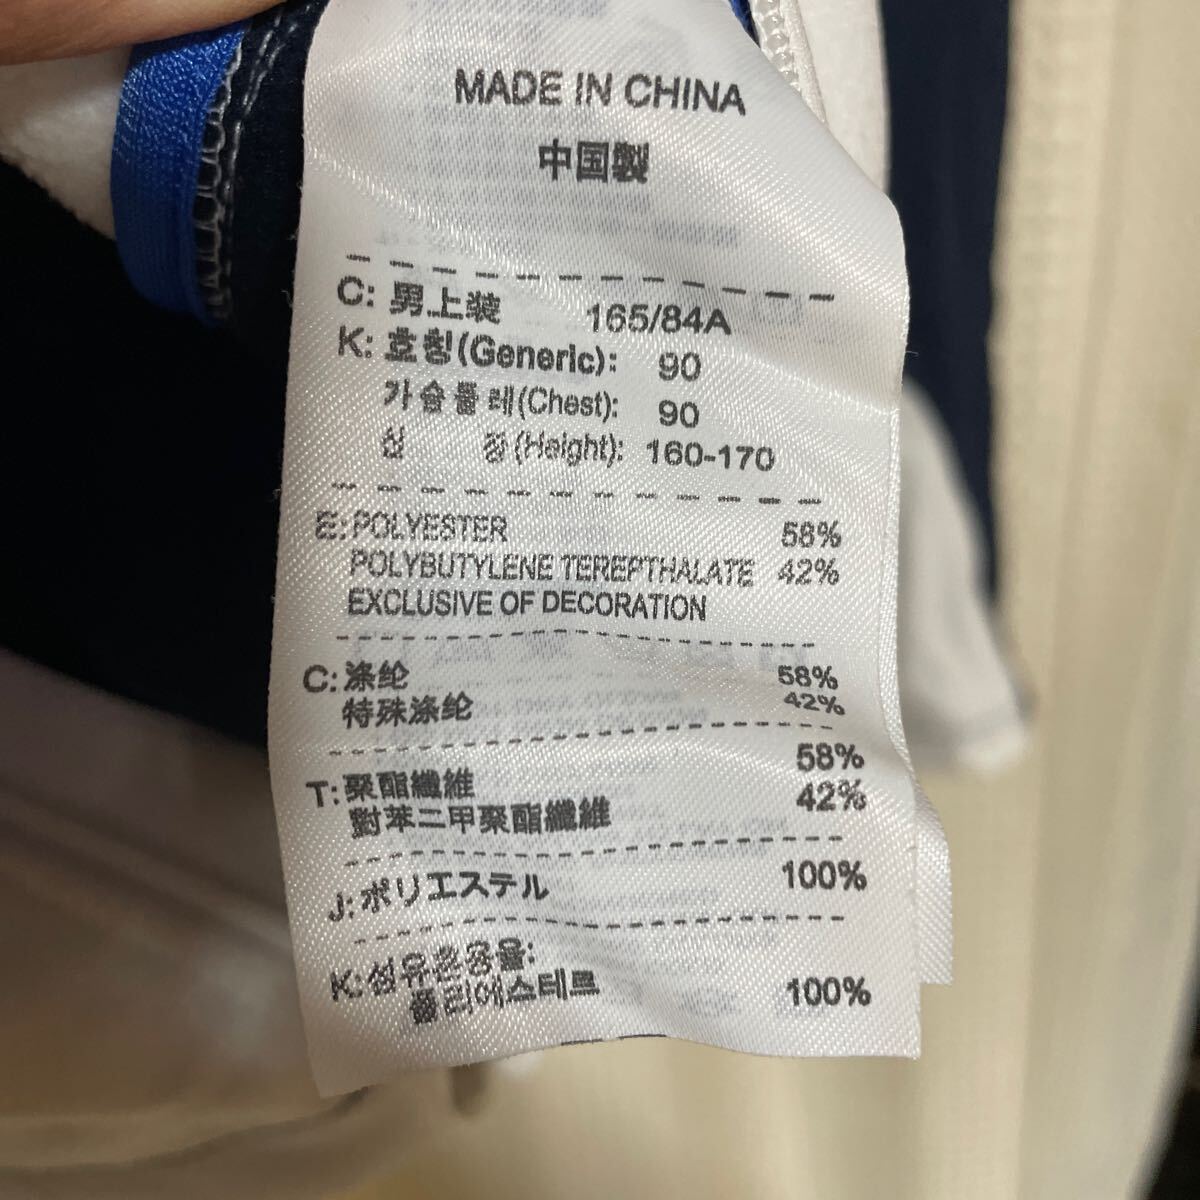 MADE IN CHINA
中国製
C: 男上装 165/84A
K: 호칭(Generic): 90
가슴둘레(Chest): 90
신 장(Height): 160-170
E: POLYESTER 58%
POLYBUTYLENE TEREPTHALATE 42%
EXCLUSIVE OF DECORATION
C: 涤纶 58%
特殊涤纶 42%
T: 聚酯纖維 58%
對苯二甲聚酯纖維 42%
J: ポリエステル 100%
K: 섬유혼용율:
폴리에스테르 100%